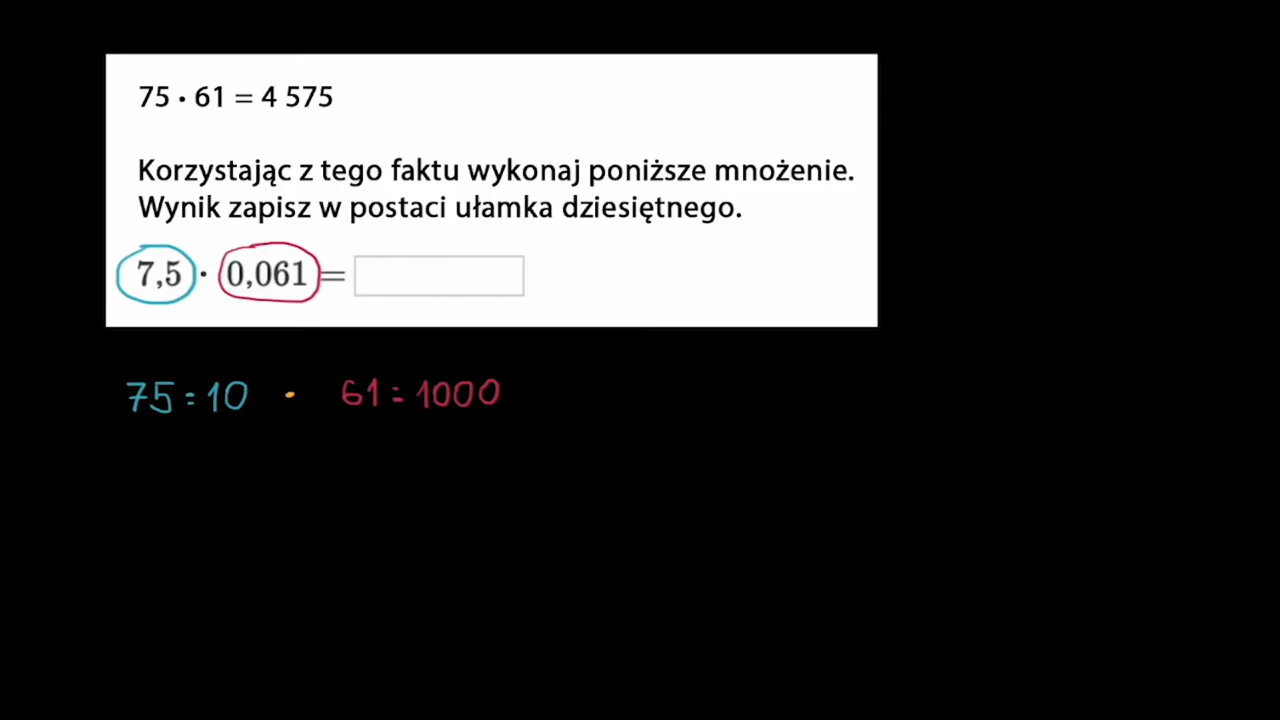 75 · 61 = 4 575
Korzystając z tego faktu wykonaj poniższe mnożenie.
Wynik zapisz w postaci ułamka dziesiętnego.
7,5 · 0,061 =
75 : 10 · 61 : 1000